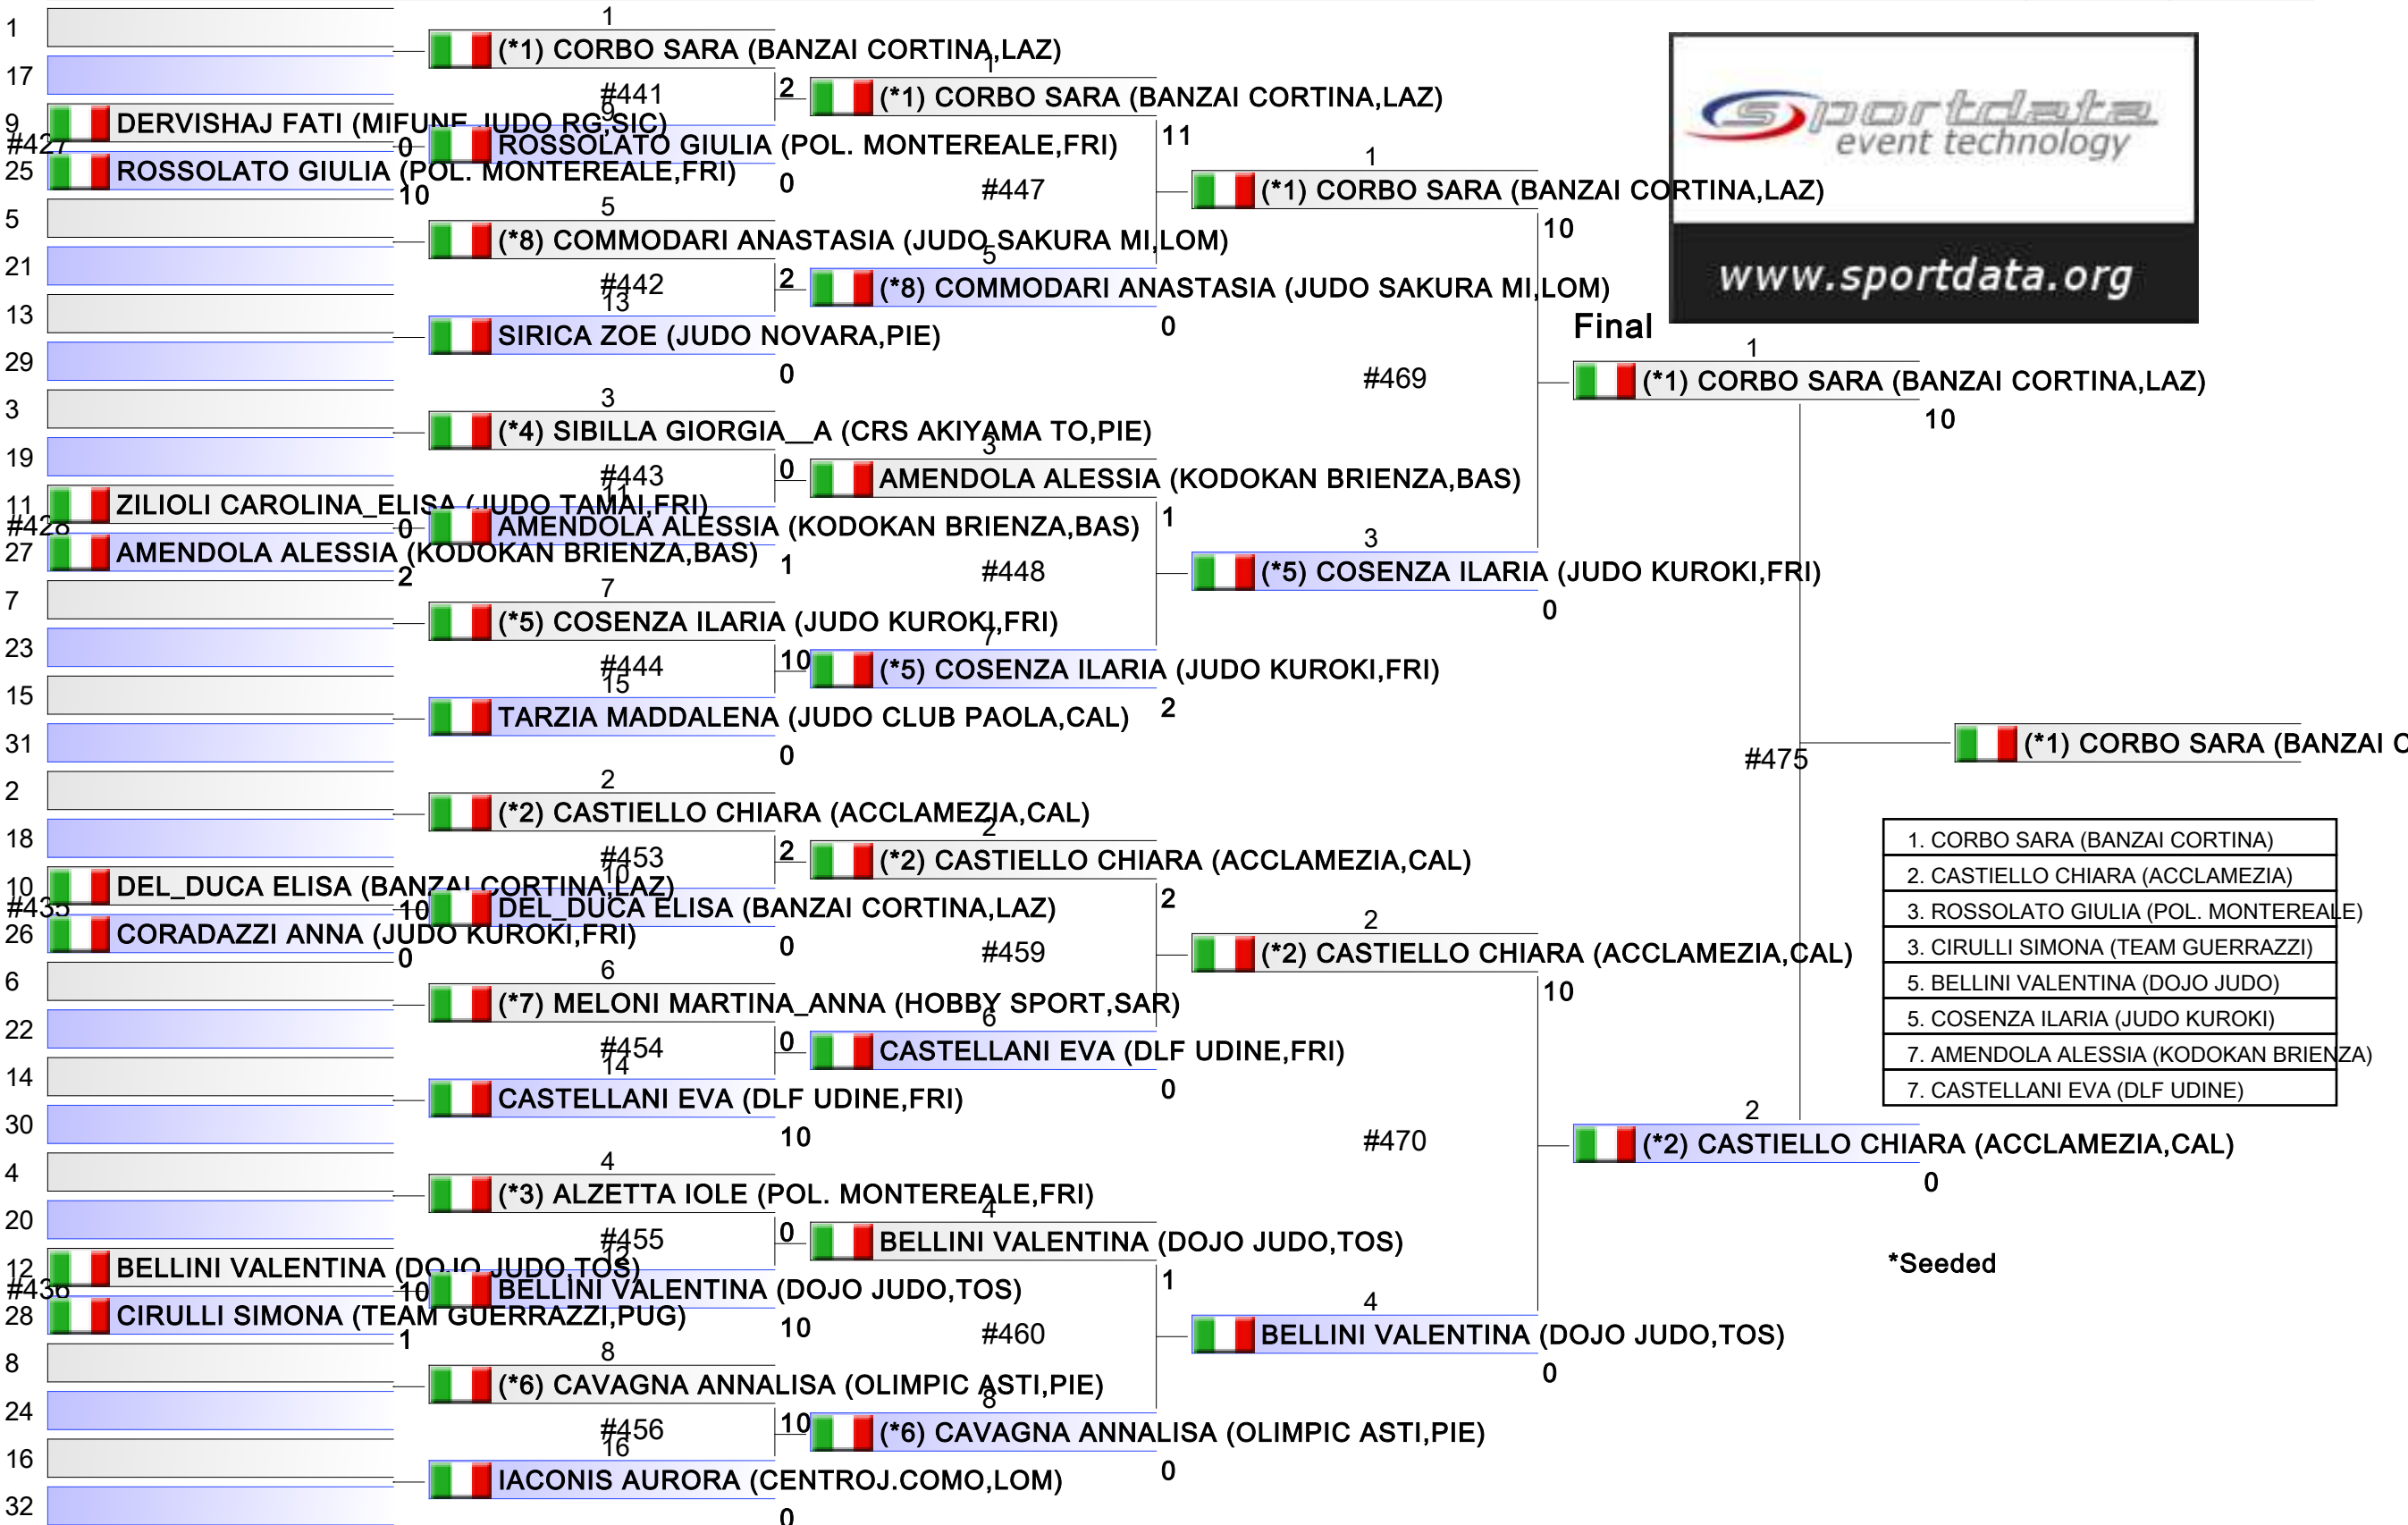 1
17
9
#427
25
5
21
13
29
3
19
11
#428
27
7
23
15
31
2
18
10
#435
26
6
22
14
30
4
20
12
#436
28
8
24
16
32
DERVISHAJ FATI (MIFUNE JUDO RG,SIC)
0
ROSSOLATO GIULIA (POL. MONTEREALE,FRI)
10
ZILIOLI CAROLINA_ELISA (JUDO TAMAI,FRI)
0
AMENDOLA ALESSIA (KODOKAN BRIENZA,BAS)
2
DEL_DUCA ELISA (BANZAI CORTINA,LAZ)
10
CORADAZZI ANNA (JUDO KUROKI,FRI)
0
BELLINI VALENTINA (DOJO JUDO,TOS)
10
CIRULLI SIMONA (TEAM GUERRAZZI,PUG)
1
1
(*1) CORBO SARA (BANZAI CORTINA,LAZ)
#441
2
9
ROSSOLATO GIULIA (POL. MONTEREALE,FRI)
0
5
(*8) COMMODARI ANASTASIA (JUDO SAKURA MI,LOM)
#442
2
13
SIRICA ZOE (JUDO NOVARA,PIE)
0
3
(*4) SIBILLA GIORGIA__A (CRS AKIYAMA TO,PIE)
#443
0
11
AMENDOLA ALESSIA (KODOKAN BRIENZA,BAS)
1
7
(*5) COSENZA ILARIA (JUDO KUROKI,FRI)
#444
10
15
TARZIA MADDALENA (JUDO CLUB PAOLA,CAL)
0
2
(*2) CASTIELLO CHIARA (ACCLAMEZIA,CAL)
#453
2
10
DEL_DUCA ELISA (BANZAI CORTINA,LAZ)
0
6
(*7) MELONI MARTINA_ANNA (HOBBY SPORT,SAR)
#454
0
14
CASTELLANI EVA (DLF UDINE,FRI)
10
4
(*3) ALZETTA IOLE (POL. MONTEREALE,FRI)
#455
0
12
BELLINI VALENTINA (DOJO JUDO,TOS)
10
8
(*6) CAVAGNA ANNALISA (OLIMPIC ASTI,PIE)
#456
10
16
IACONIS AURORA (CENTROJ.COMO,LOM)
0
1
(*1) CORBO SARA (BANZAI CORTINA,LAZ)
11
#447
5
(*8) COMMODARI ANASTASIA (JUDO SAKURA MI,LOM)
0
3
AMENDOLA ALESSIA (KODOKAN BRIENZA,BAS)
1
#448
7
(*5) COSENZA ILARIA (JUDO KUROKI,FRI)
2
2
(*2) CASTIELLO CHIARA (ACCLAMEZIA,CAL)
2
#459
6
CASTELLANI EVA (DLF UDINE,FRI)
0
4
BELLINI VALENTINA (DOJO JUDO,TOS)
1
#460
8
(*6) CAVAGNA ANNALISA (OLIMPIC ASTI,PIE)
0
1
(*1) CORBO SARA (BANZAI CORTINA,LAZ)
10
#469
3
(*5) COSENZA ILARIA (JUDO KUROKI,FRI)
0
2
(*2) CASTIELLO CHIARA (ACCLAMEZIA,CAL)
10
#470
4
BELLINI VALENTINA (DOJO JUDO,TOS)
0
sportdata
event technology
www.sportdata.org
Final
1
(*1) CORBO SARA (BANZAI CORTINA,LAZ)
10
#475
2
(*2) CASTIELLO CHIARA (ACCLAMEZIA,CAL)
0
(*1) CORBO SARA (BANZAI C
1. CORBO SARA (BANZAI CORTINA)
2. CASTIELLO CHIARA (ACCLAMEZIA)
3. ROSSOLATO GIULIA (POL. MONTEREALE)
3. CIRULLI SIMONA (TEAM GUERRAZZI)
5. BELLINI VALENTINA (DOJO JUDO)
5. COSENZA ILARIA (JUDO KUROKI)
7. AMENDOLA ALESSIA (KODOKAN BRIENZA)
7. CASTELLANI EVA (DLF UDINE)
*Seeded